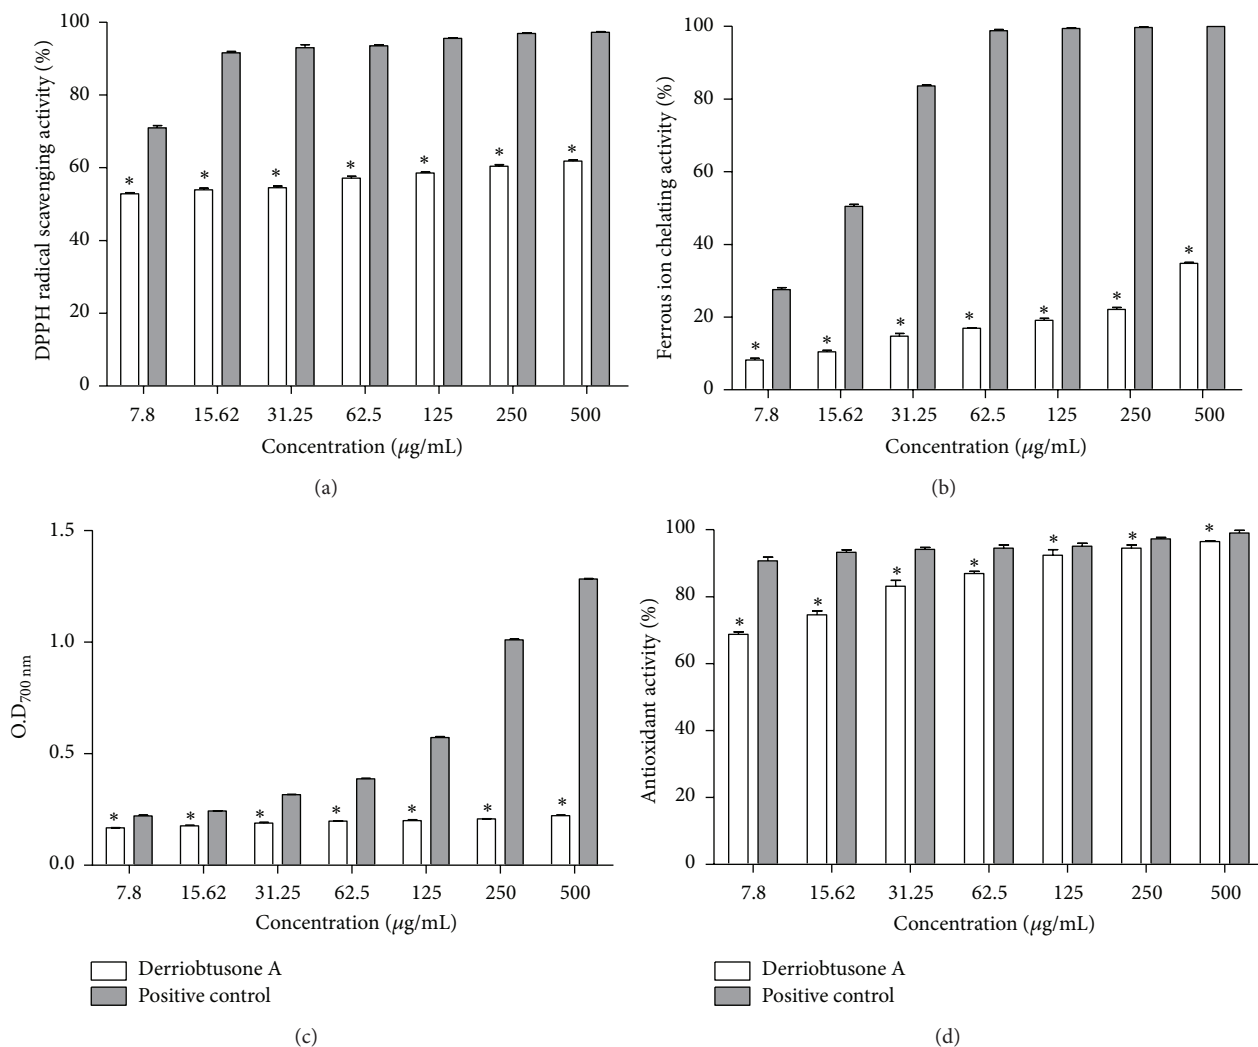 100
80
60
40
20
0
DPPH radical scavenging activity (%)
* * * * * * *
7.8 15.62 31.25 62.5 125 250 500
Concentration (μg/mL)
(a)
100
80
60
40
20
0
Ferrous ion chelating activity (%)
* * * * * * *
7.8 15.62 31.25 62.5 125 250 500
Concentration (μg/mL)
(b)
1.5
1.0
0.5
0.0
O.D700 nm
* * * * * * *
7.8 15.62 31.25 62.5 125 250 500
Concentration (μg/mL)
Derriobtusone A
Positive control
(c)
100
80
60
40
20
0
Antioxidant activity (%)
* * * * * * *
7.8 15.62 31.25 62.5 125 250 500
Concentration (μg/mL)
Derriobtusone A
Positive control
(d)